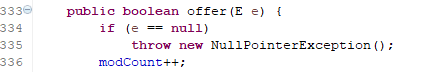 333 public boolean offer(E e) {
334 if (e == null)
335 throw new NullPointerException();
336 modCount++;